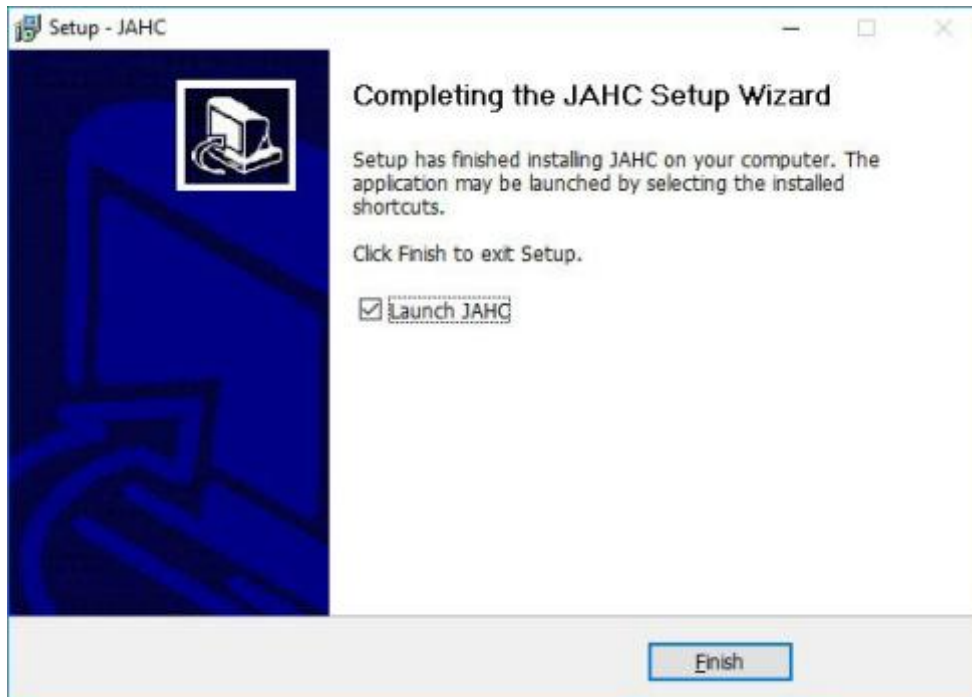 Setup - JAHC
Completing the JAHC Setup Wizard
Setup has finished installing JAHC on your computer. The
application may be launched by selecting the installed
shortcuts.
Click Finish to exit Setup.
Launch JAHC
Finish